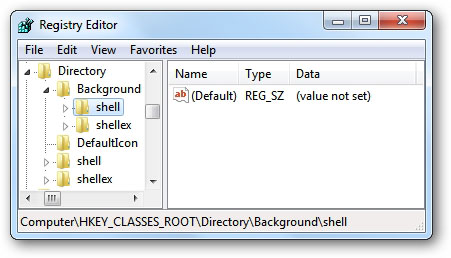 Registry Editor
File Edit View Favorites Help
Directory
Background
shell
shellex
DefaultIcon
shell
shellex
Name Type Data
ab (Default) REG_SZ (value not set)
Computer\HKEY_CLASSES_ROOT\Directory\Background\shell